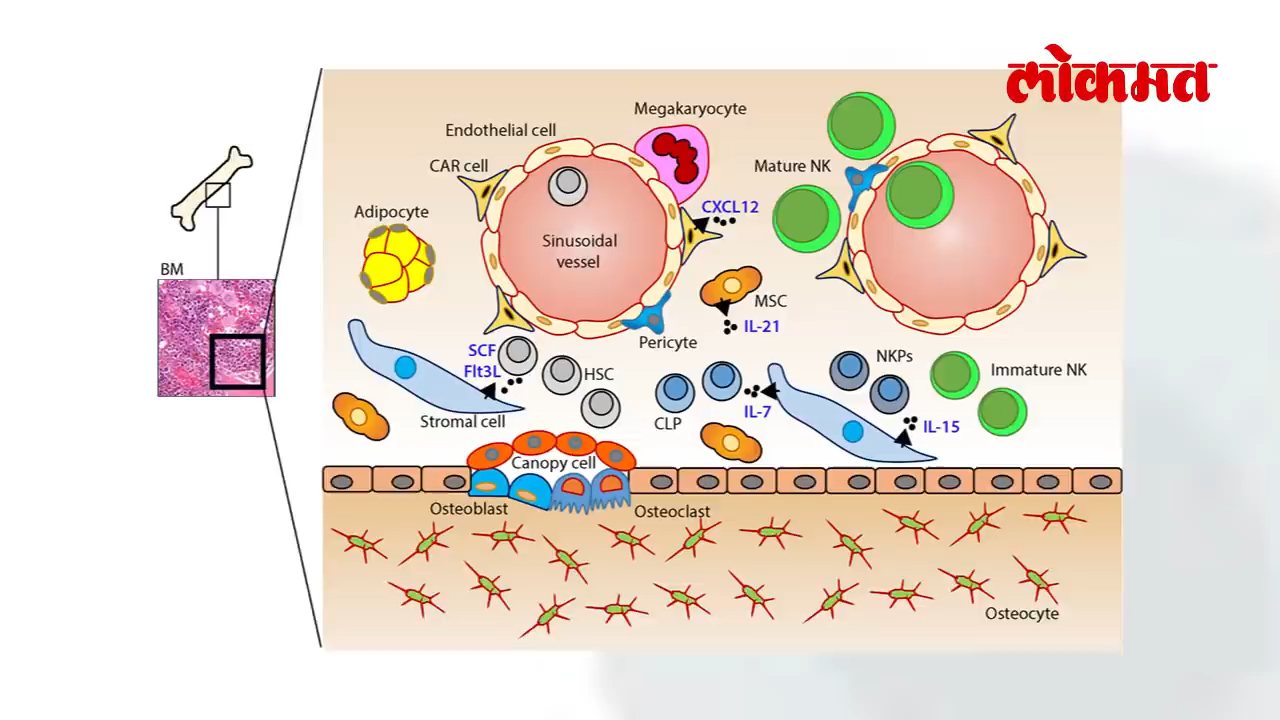 लोकमत
Megakaryocyte
Endothelial cell
CAR cell
Mature NK
CXCL12
Adipocyte
Sinusoidal
vessel
BM
MSC
IL-21
Pericyte
SCF
Flt3L
HSC
NKPs
Immature NK
CLP
IL-7
Stromal cell
IL-15
Canopy cell
Osteoblast
Osteoclast
Osteocyte